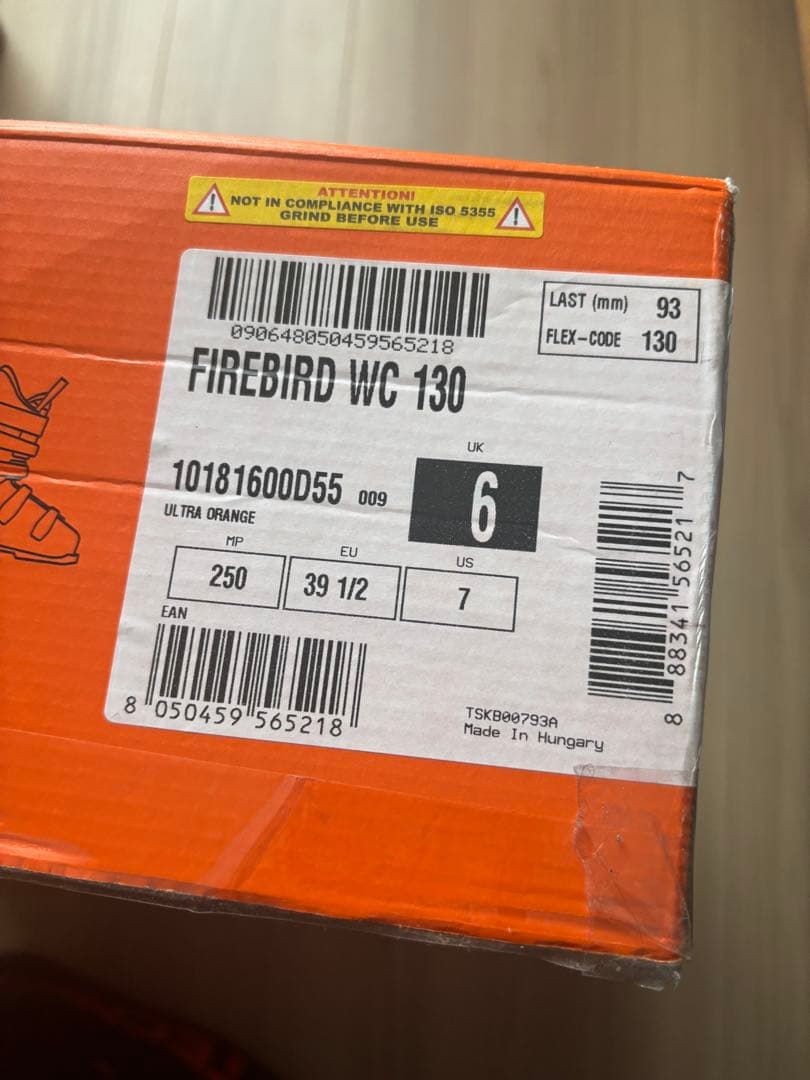 ATTENTION!
NOT IN COMPLIANCE WITH ISO 5355
GRIND BEFORE USE
090648050459565218
LAST (mm) 93
FLEX-CODE 130
FIREBIRD WC 130
UK
10181600D55 009
6
ULTRA ORANGE
MP EU US
250 39 1/2 7
EAN
8 050459 565218
8 88341 56521 7
TSKB00793A
Made In Hungary